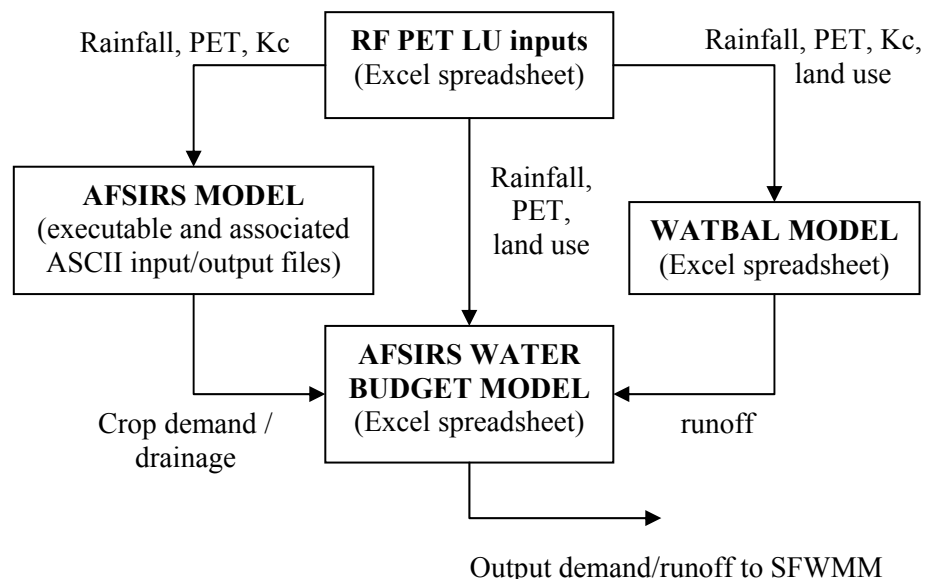 Rainfall, PET, Kc
RF PET LU inputs
(Excel spreadsheet)
Rainfall, PET, Kc,
land use
AFSIRS MODEL
(executable and associated
ASCII input/output files)
Rainfall,
PET,
land use
WATBAL MODEL
(Excel spreadsheet)
AFSIRS WATER
BUDGET MODEL
(Excel spreadsheet)
Crop demand /
drainage
runoff
Output demand/runoff to SFWMM